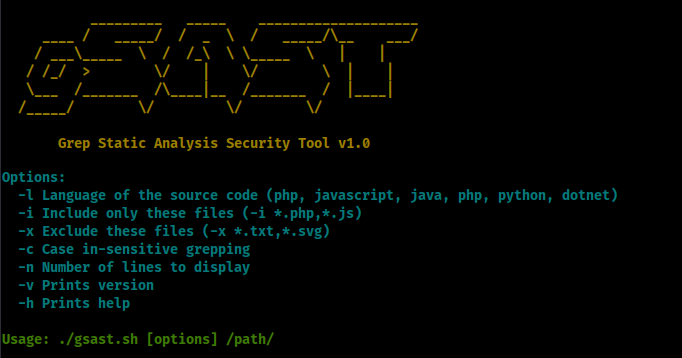 gSAST
Grep Static Analysis Security Tool v1.0
Options:
-l Language of the source code (php, javascript, java, php, python, dotnet)
-i Include only these files (-i *.php,*.js)
-x Exclude these files (-x *.txt,*.svg)
-c Case in-sensitive grepping
-n Number of lines to display
-v Prints version
-h Prints help
Usage: ./gsast.sh [options] /path/